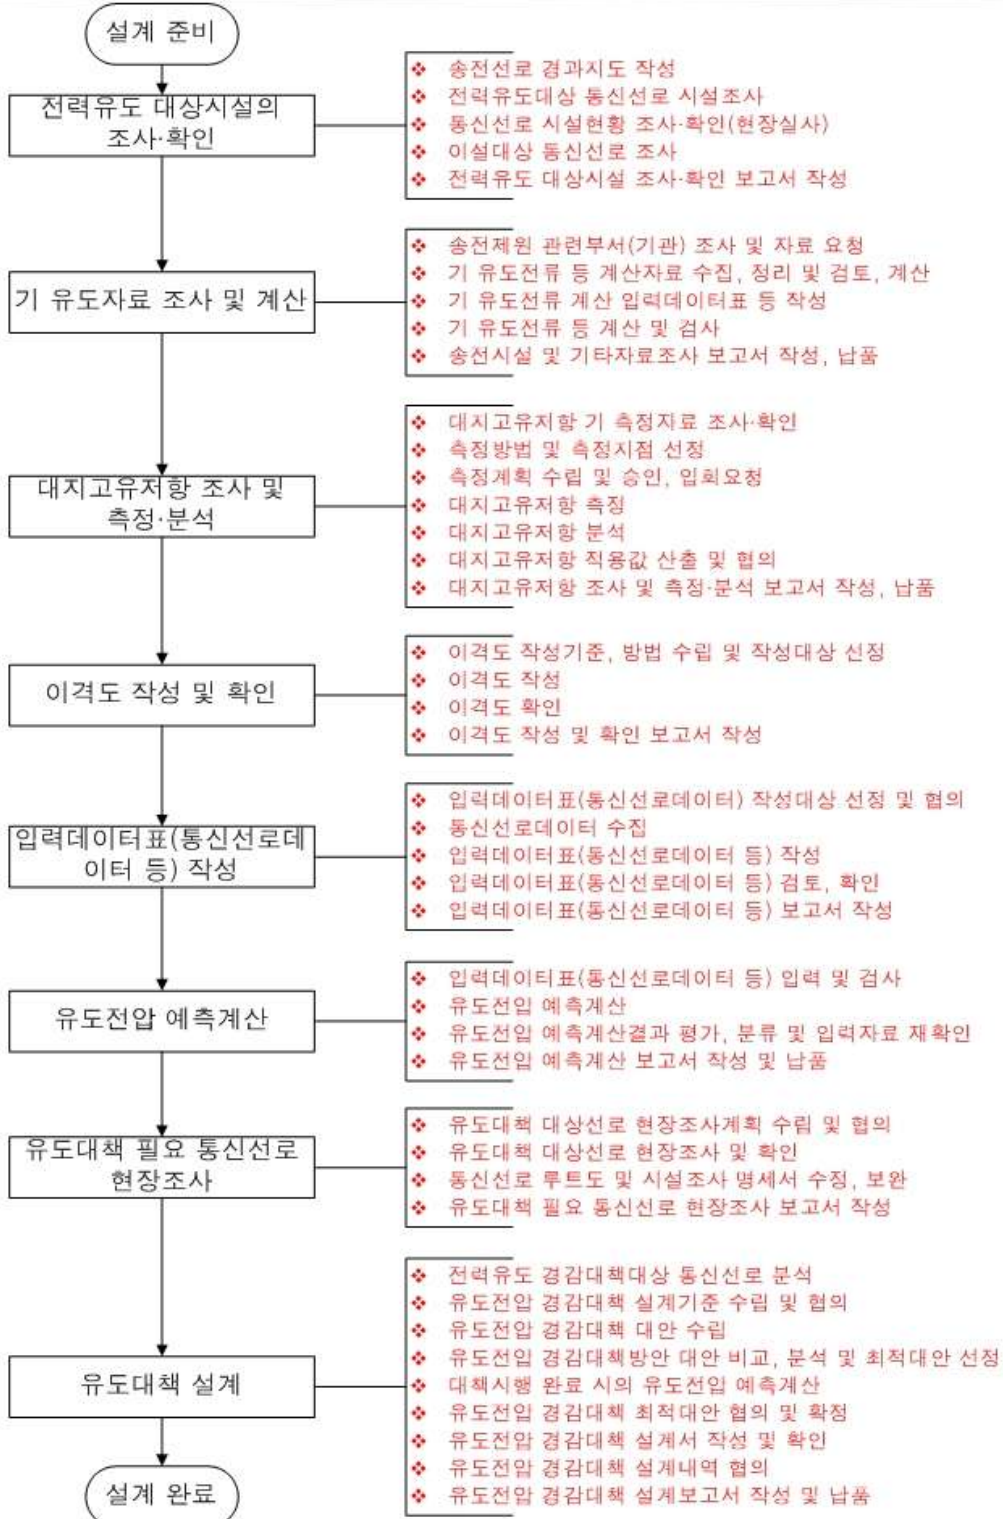 설계 준비
전력유도 대상시설의
조사·확인
❖ 송전선로 경과지도 작성
❖ 전력유도대상 통신선로 시설조사
❖ 통신선로 시설현황 조사·확인(현장실사)
❖ 이설대상 통신선로 조사
❖ 전력유도 대상시설 조사·확인 보고서 작성
기 유도자료 조사 및 계산
❖ 송전제원 관련부서(기관) 조사 및 자료 요청
❖ 기 유도전류 등 계산자료 수집, 정리 및 검토, 계산
❖ 기 유도전류 계산 입력데이터표 등 작성
❖ 기 유도전류 등 계산 및 검사
❖ 송전시설 및 기타자료조사 보고서 작성, 납품
대지고유저항 조사 및
측정·분석
❖ 대지고유저항 기 측정자료 조사·확인
❖ 측정방법 및 측정지점 선정
❖ 측정계획 수립 및 승인, 입회요청
❖ 대지고유저항 측정
❖ 대지고유저항 분석
❖ 대지고유저항 적용값 산출 및 협의
❖ 대지고유저항 조사 및 측정·분석 보고서 작성, 납품
이격도 작성 및 확인
❖ 이격도 작성기준, 방법 수립 및 작성대상 선정
❖ 이격도 작성
❖ 이격도 확인
❖ 이격도 작성 및 확인 보고서 작성
입력데이터표(통신선로데
이터 등) 작성
❖ 입력데이터표(통신선로데이터) 작성대상 선정 및 협의
❖ 통신선로데이터 수집
❖ 입력데이터표(통신선로데이터 등) 작성
❖ 입력데이터표(통신선로데이터 등) 검토, 확인
❖ 입력데이터표(통신선로데이터 등) 보고서 작성
유도전압 예측계산
❖ 입력데이터표(통신선로데이터 등) 입력 및 검사
❖ 유도전압 예측계산
❖ 유도전압 예측계산결과 평가, 분류 및 입력자료 재확인
❖ 유도전압 예측계산 보고서 작성 및 납품
유도대책 필요 통신선로
현장조사
❖ 유도대책 대상선로 현장조사계획 수립 및 협의
❖ 유도대책 대상선로 현장조사 및 확인
❖ 통신선로 루트도 및 시설조사 명세서 수정, 보완
❖ 유도대책 필요 통신선로 현장조사 보고서 작성
유도대책 설계
❖ 전력유도 경감대책대상 통신선로 분석
❖ 유도전압 경감대책 설계기준 수립 및 협의
❖ 유도전압 경감대책 대안 수립
❖ 유도전압 경감대책방안 대안 비교, 분석 및 최적대안 선정
❖ 대책시행 완료 시의 유도전압 예측계산
❖ 유도전압 경감대책 최적대안 협의 및 확정
❖ 유도전압 경감대책 설계서 작성 및 확인
❖ 유도전압 경감대책 설계내역 협의
❖ 유도전압 경감대책 설계보고서 작성 및 납품
설계 완료